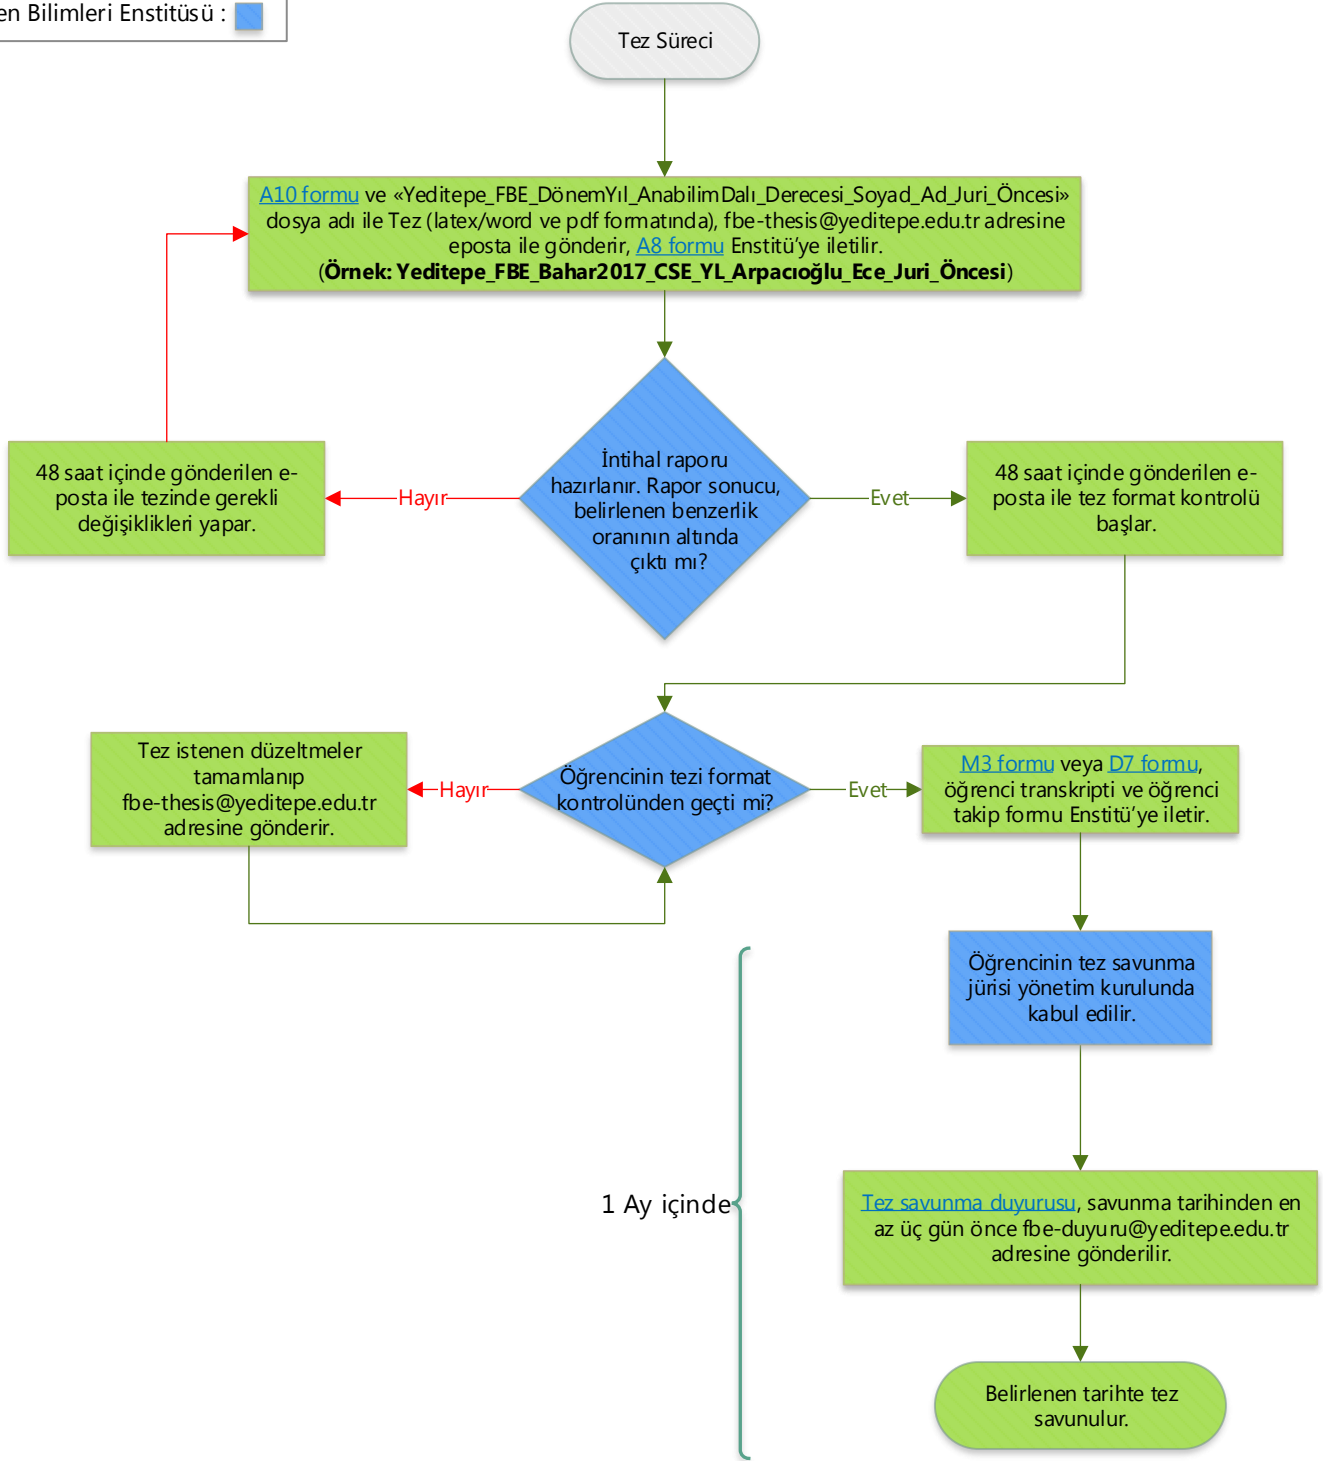 en Bilimleri Enstitüsü :
Tez Süreci
A10 formu ve «Yeditepe_FBE_DönemYıl_AnabilimDalı_Derecesi_Soyad_Ad_Juri_Öncesi»
dosya adı ile Tez (latex/word ve pdf formatında), fbe-thesis@yeditepe.edu.tr adresine
eposta ile gönderir, A8 formu Enstitü’ye iletilir.
(Örnek: Yeditepe_FBE_Bahar2017_CSE_YL_Arpacıoğlu_Ece_Juri_Öncesi)
48 saat içinde gönderilen e-
posta ile tezinde gerekli
değişiklikleri yapar.
Hayır
İntihal raporu
hazırlanır. Rapor sonucu,
belirlenen benzerlik
oranının altında
çıktı mı?
Evet
48 saat içinde gönderilen e-
posta ile tez format kontrolü
başlar.
Tez istenen düzeltmeler
tamamlanıp
fbe-thesis@yeditepe.edu.tr
adresine gönderir.
Hayır
Öğrencinin tezi format
kontrolünden geçti mi?
Evet
M3 formu veya D7 formu,
öğrenci transkripti ve öğrenci
takip formu Enstitü’ye iletir.
Öğrencinin tez savunma
jürisi yönetim kurulunda
kabul edilir.
1 Ay içinde
Tez savunma duyurusu, savunma tarihinden en
az üç gün önce fbe-duyuru@yeditepe.edu.tr
adresine gönderilir.
Belirlenen tarihte tez
savunulur.